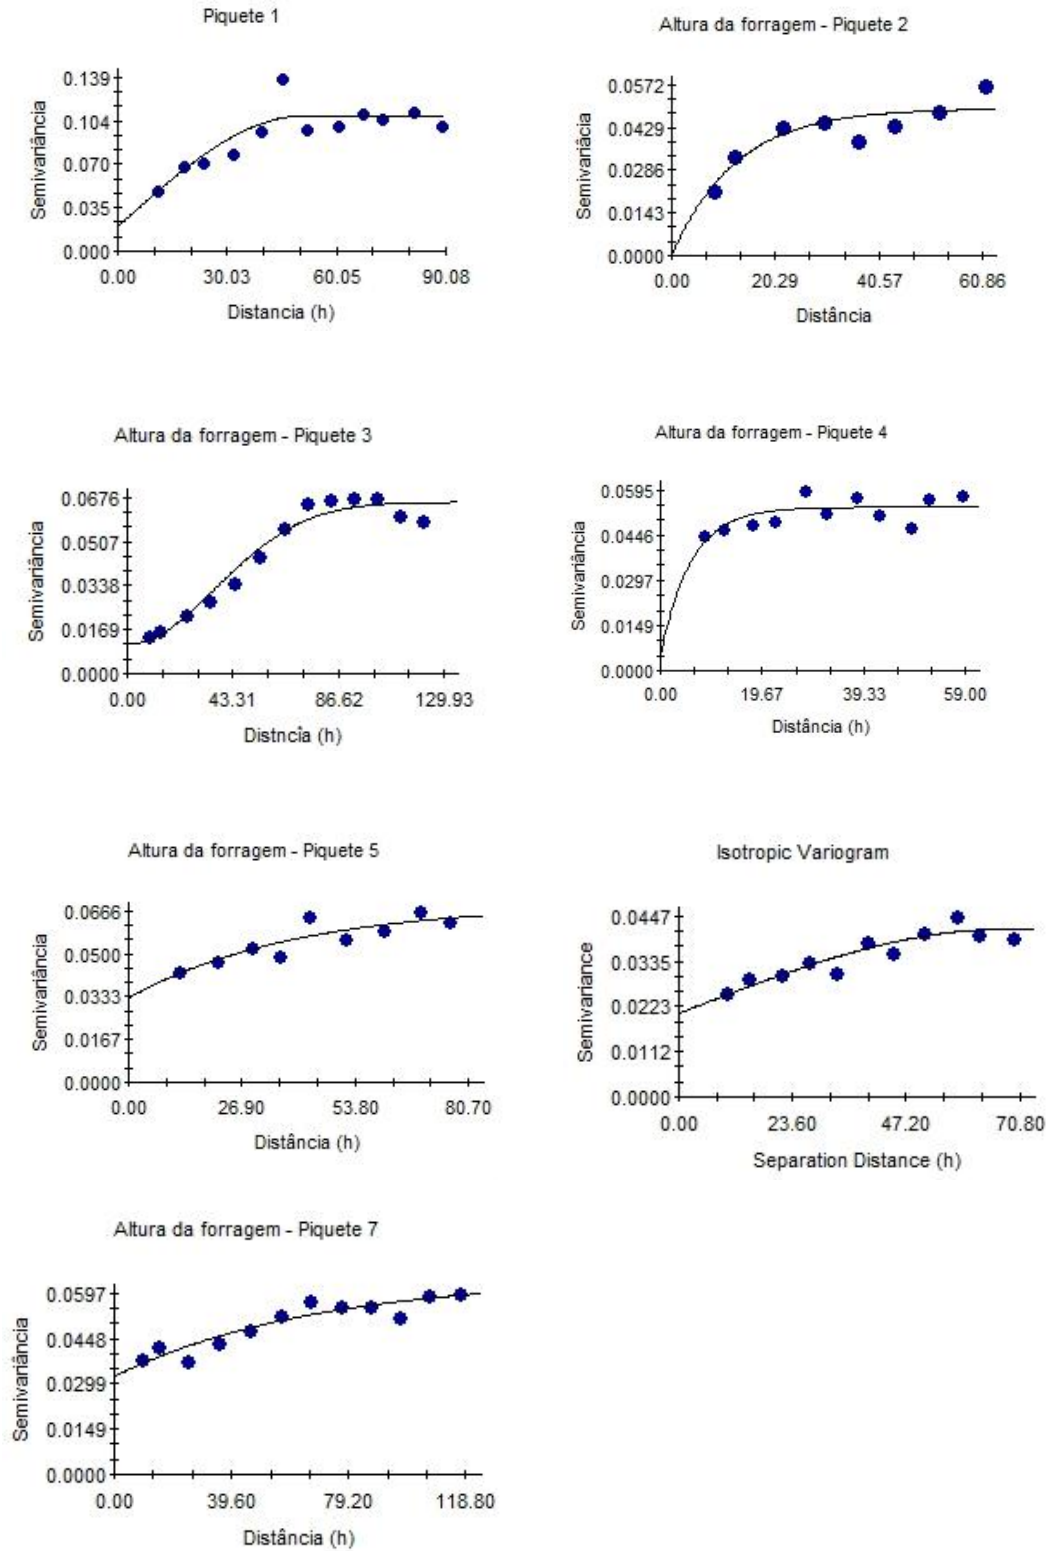 Piquete 1
0.139
0.104
0.070
0.035
0.000
Semivariância
0.00 30.03 60.05 90.08
Distancia (h)
Altura da forragem - Piquete 2
0.0572
0.0429
0.0286
0.0143
0.0000
Semivariâcia
0.00 20.29 40.57 60.86
Distância
Altura da forragem - Piquete 3
0.0676
0.0507
0.0338
0.0169
0.0000
Semivariância
0.00 43.31 86.62 129.93
Distncîa (h)
Altura da forragem - Piquete 4
0.0595
0.0446
0.0297
0.0149
0.0000
Semivariância
0.00 19.67 39.33 59.00
Distância (h)
Altura da forragem - Piquete 5
0.0666
0.0500
0.0333
0.0167
0.0000
Semivariância
0.00 26.90 53.80 80.70
Distância (h)
Isotropic Variogram
0.0447
0.0335
0.0223
0.0112
0.0000
Semivariance
0.00 23.60 47.20 70.80
Separation Distance (h)
Altura da forragem - Piquete 7
0.0597
0.0448
0.0299
0.0149
0.0000
Semivariância
0.00 39.60 79.20 118.80
Distância (h)